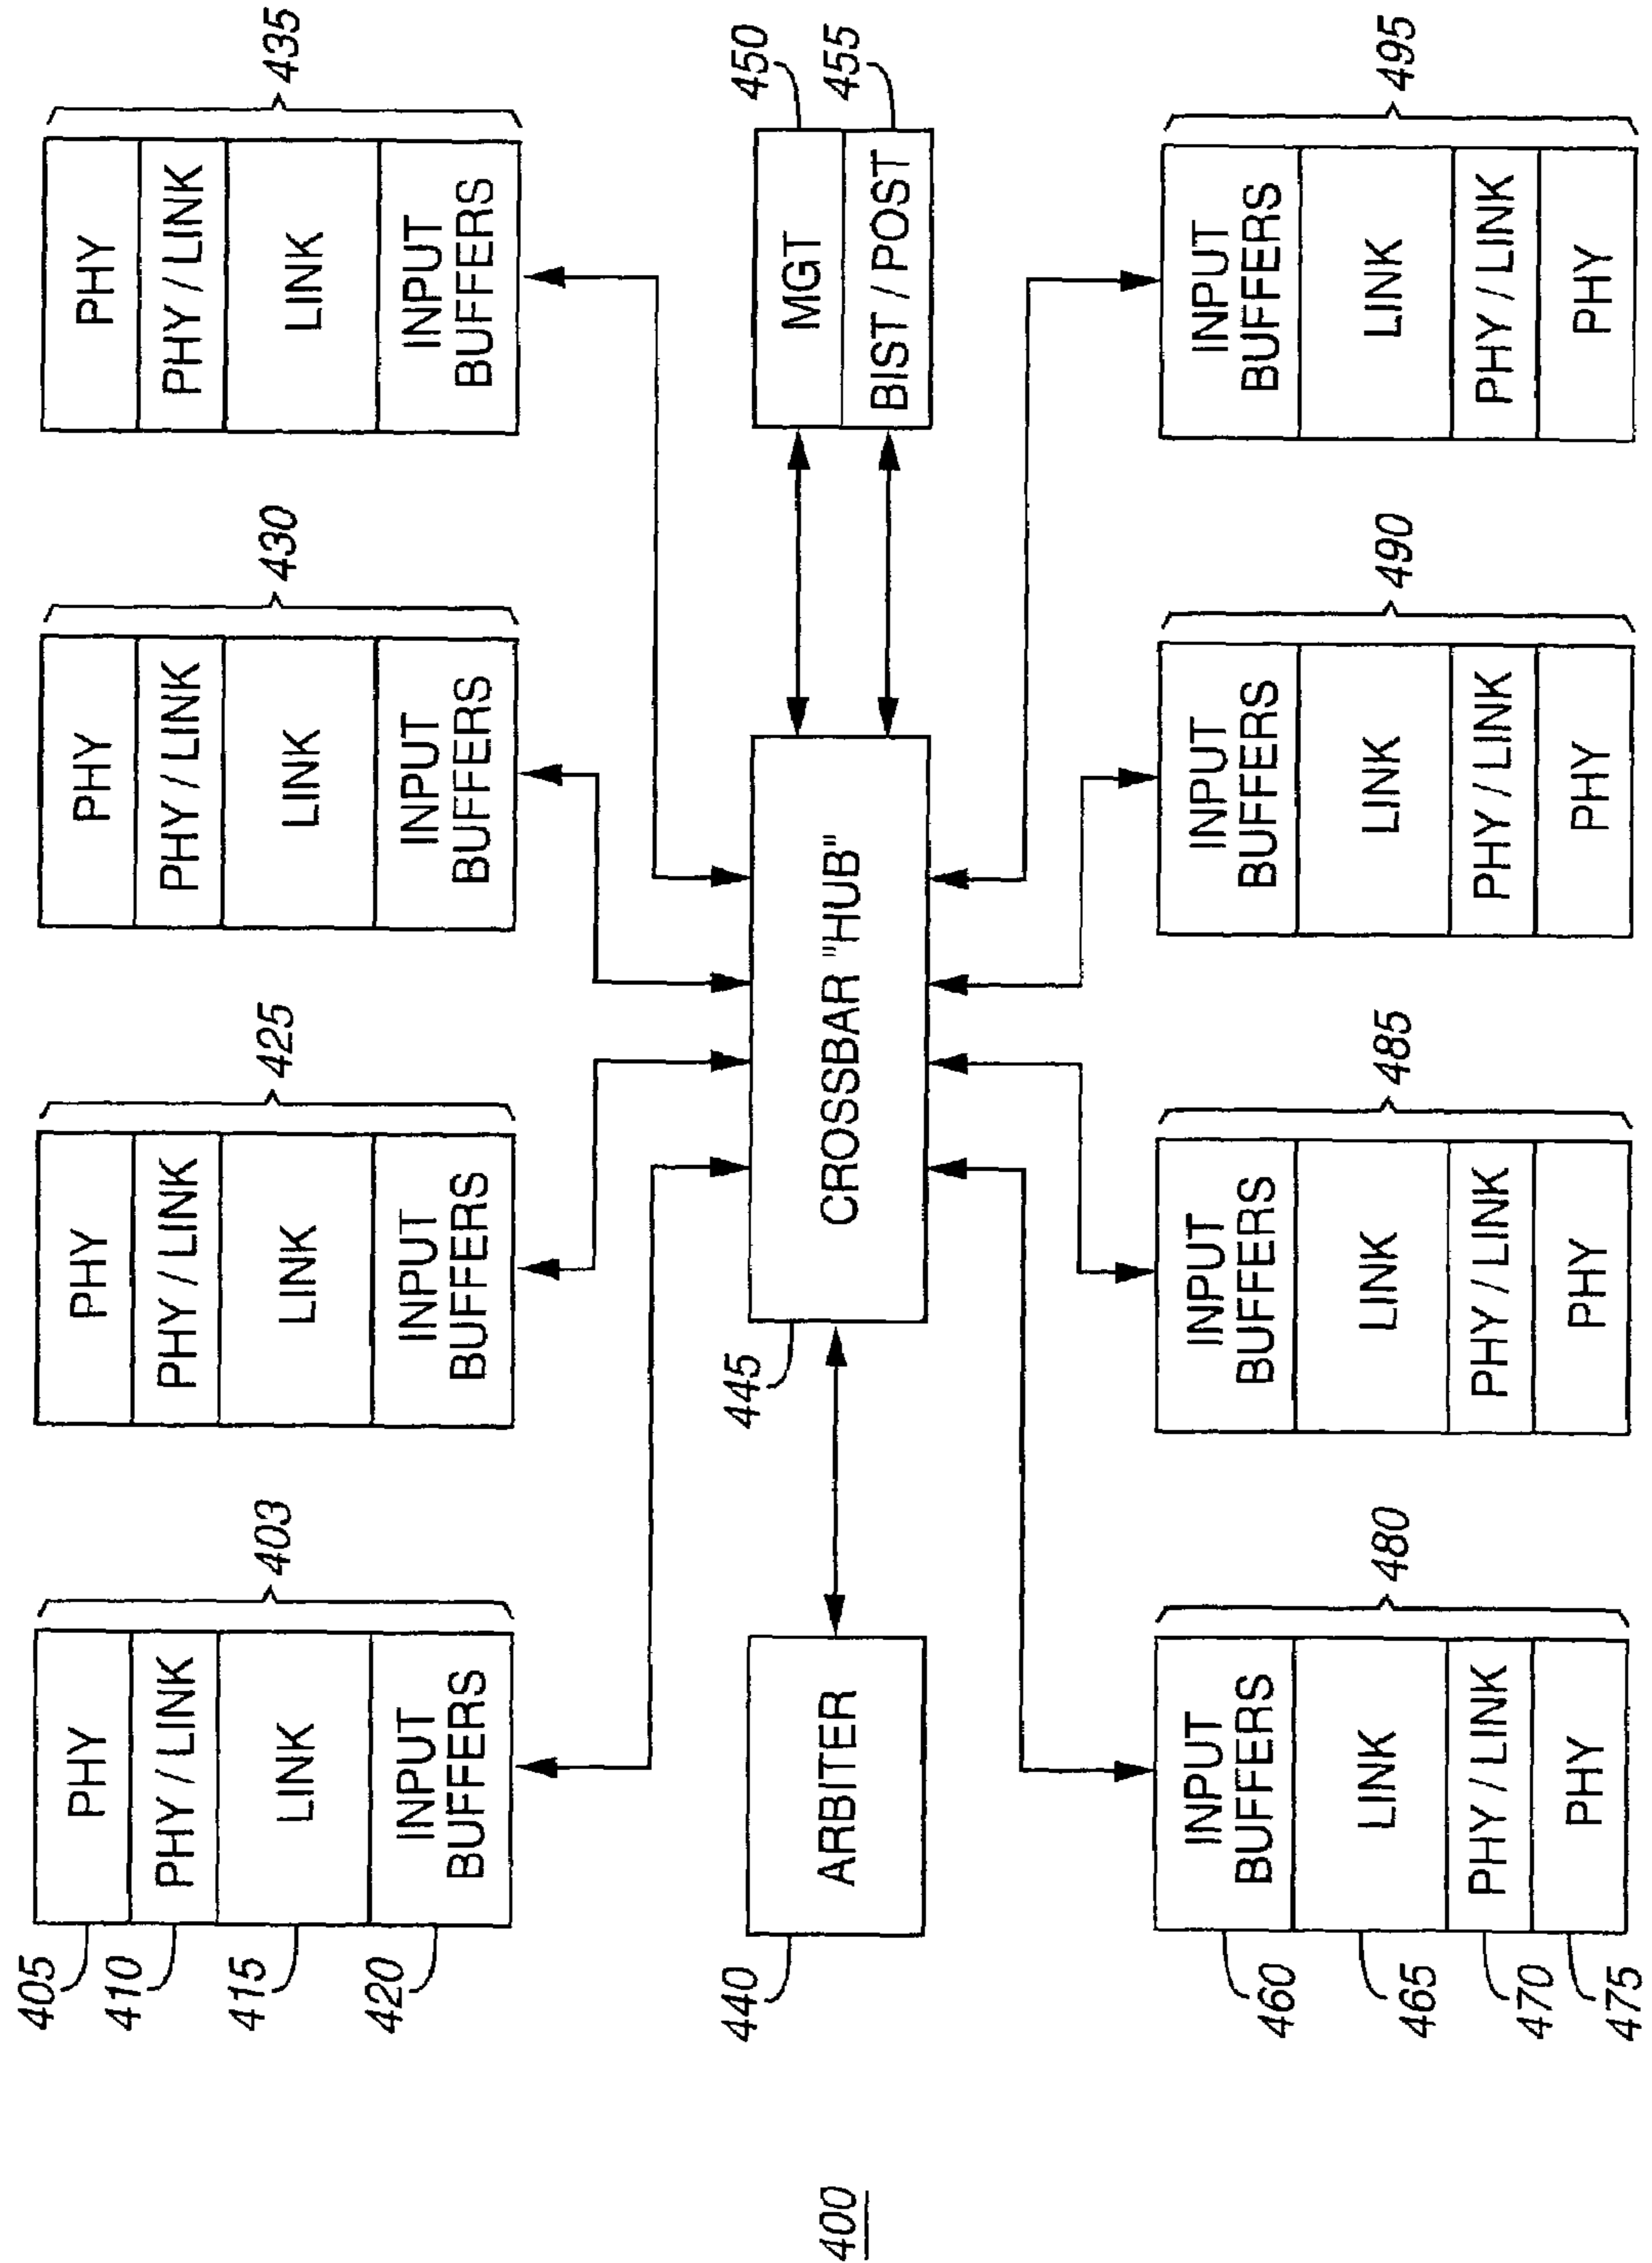 403
425
430
435
405
PHY
PHY
PHY
PHY
410
PHY / LINK
PHY / LINK
PHY / LINK
PHY / LINK
415
LINK
LINK
LINK
LINK
420
INPUT
BUFFERS
INPUT
BUFFERS
INPUT
BUFFERS
INPUT
BUFFERS
400
440
ARBITER
445
CROSSBAR "HUB"
MGT
450
BIST / POST
455
480
485
490
495
460
INPUT
BUFFERS
INPUT
BUFFERS
INPUT
BUFFERS
INPUT
BUFFERS
465
LINK
LINK
LINK
LINK
470
PHY / LINK
PHY / LINK
PHY / LINK
PHY / LINK
475
PHY
PHY
PHY
PHY